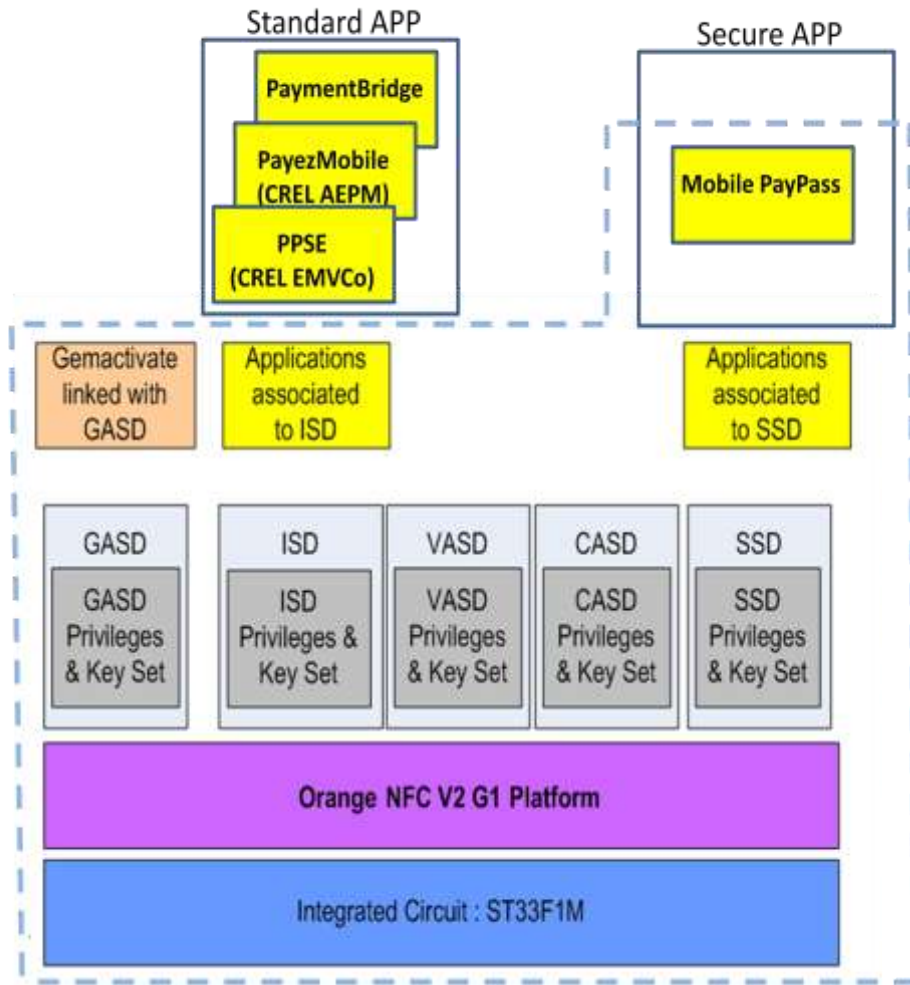 Standard APP
Secure APP
PaymentBridge
PayezMobile
(CREL AEPM)
PPSE
(CREL EMVCo)
Mobile PayPass
Gemactivate
linked with
GASD
Applications
associated
to ISD
Applications
associated
to SSD
GASD
GASD
Privileges
& Key Set
ISD
ISD
Privileges &
Key Set
VASD
VASD
Privileges
& Key Set
CASD
CASD
Privileges
& Key Set
SSD
SSD
Privileges
& Key Set
Orange NFC V2 G1 Platform
Integrated Circuit : ST33F1M